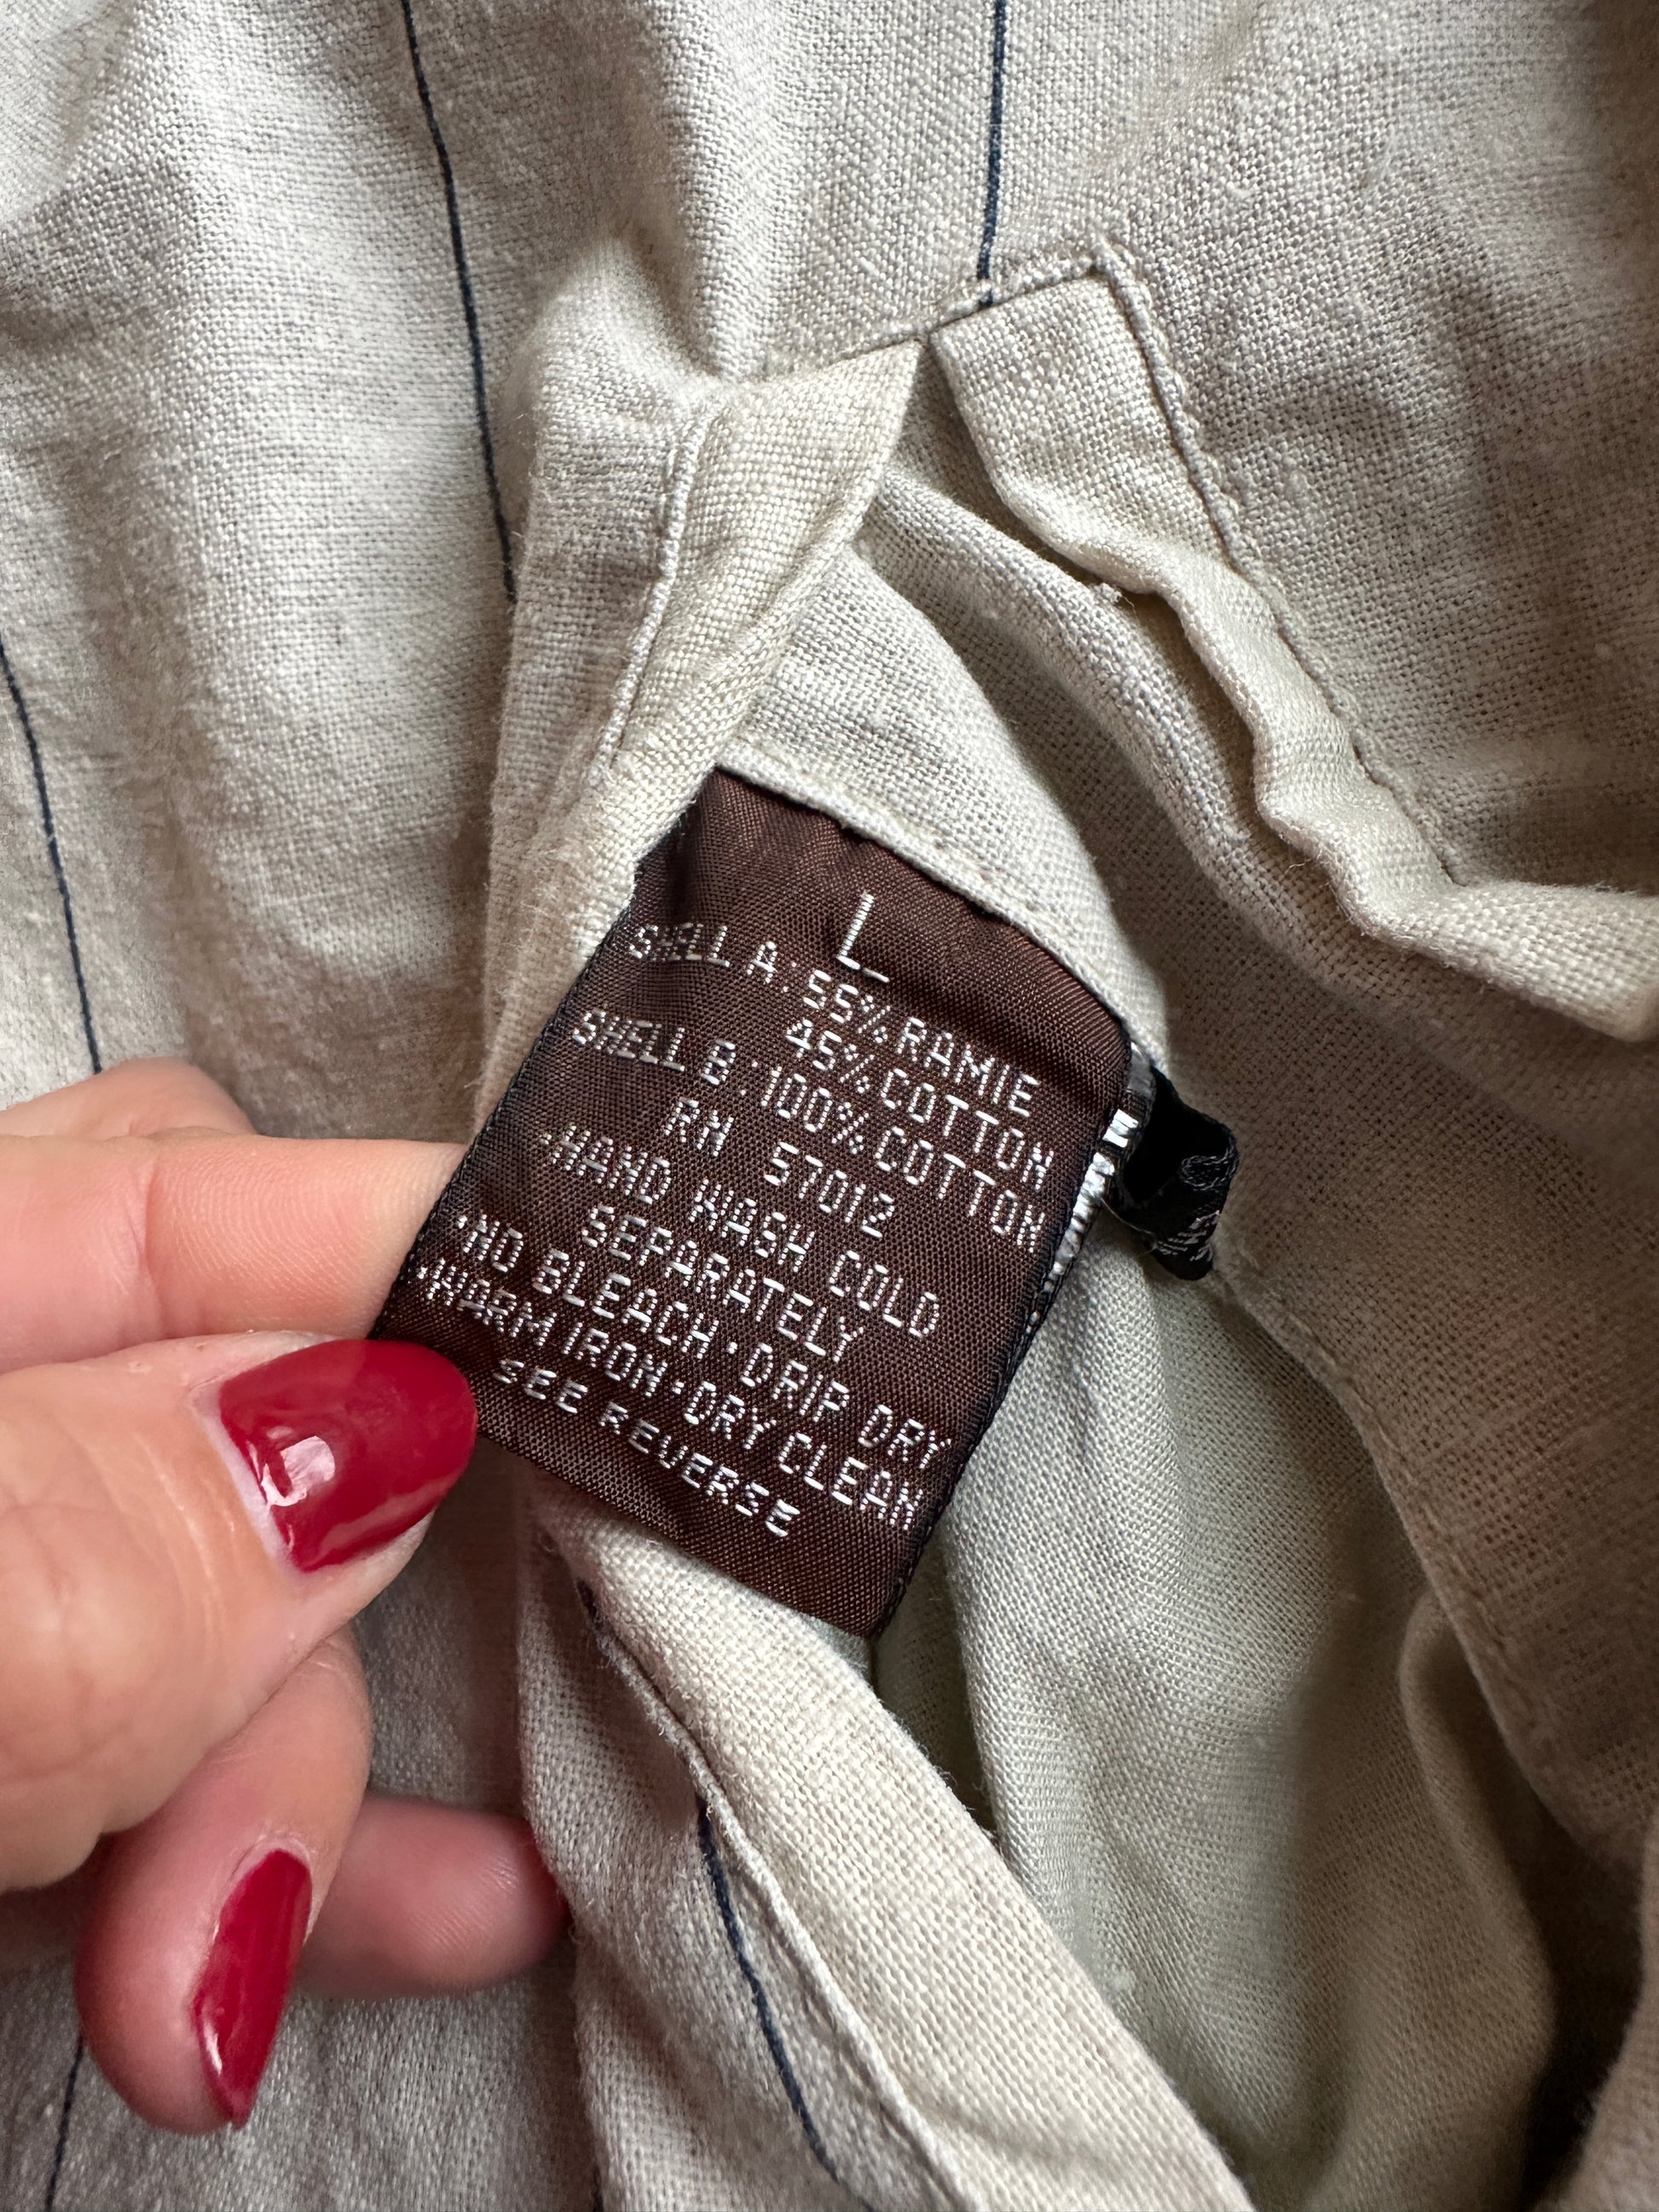 L
SHELL A: 55% RAMIE
45% COTTON
SHELL B: 100% COTTON
RN 57012
·HAND WASH COLD
SEPARATELY
·NO BLEACH·DRIP DRY
·WARM IRON·DRY CLEAN
SEE REVERSE